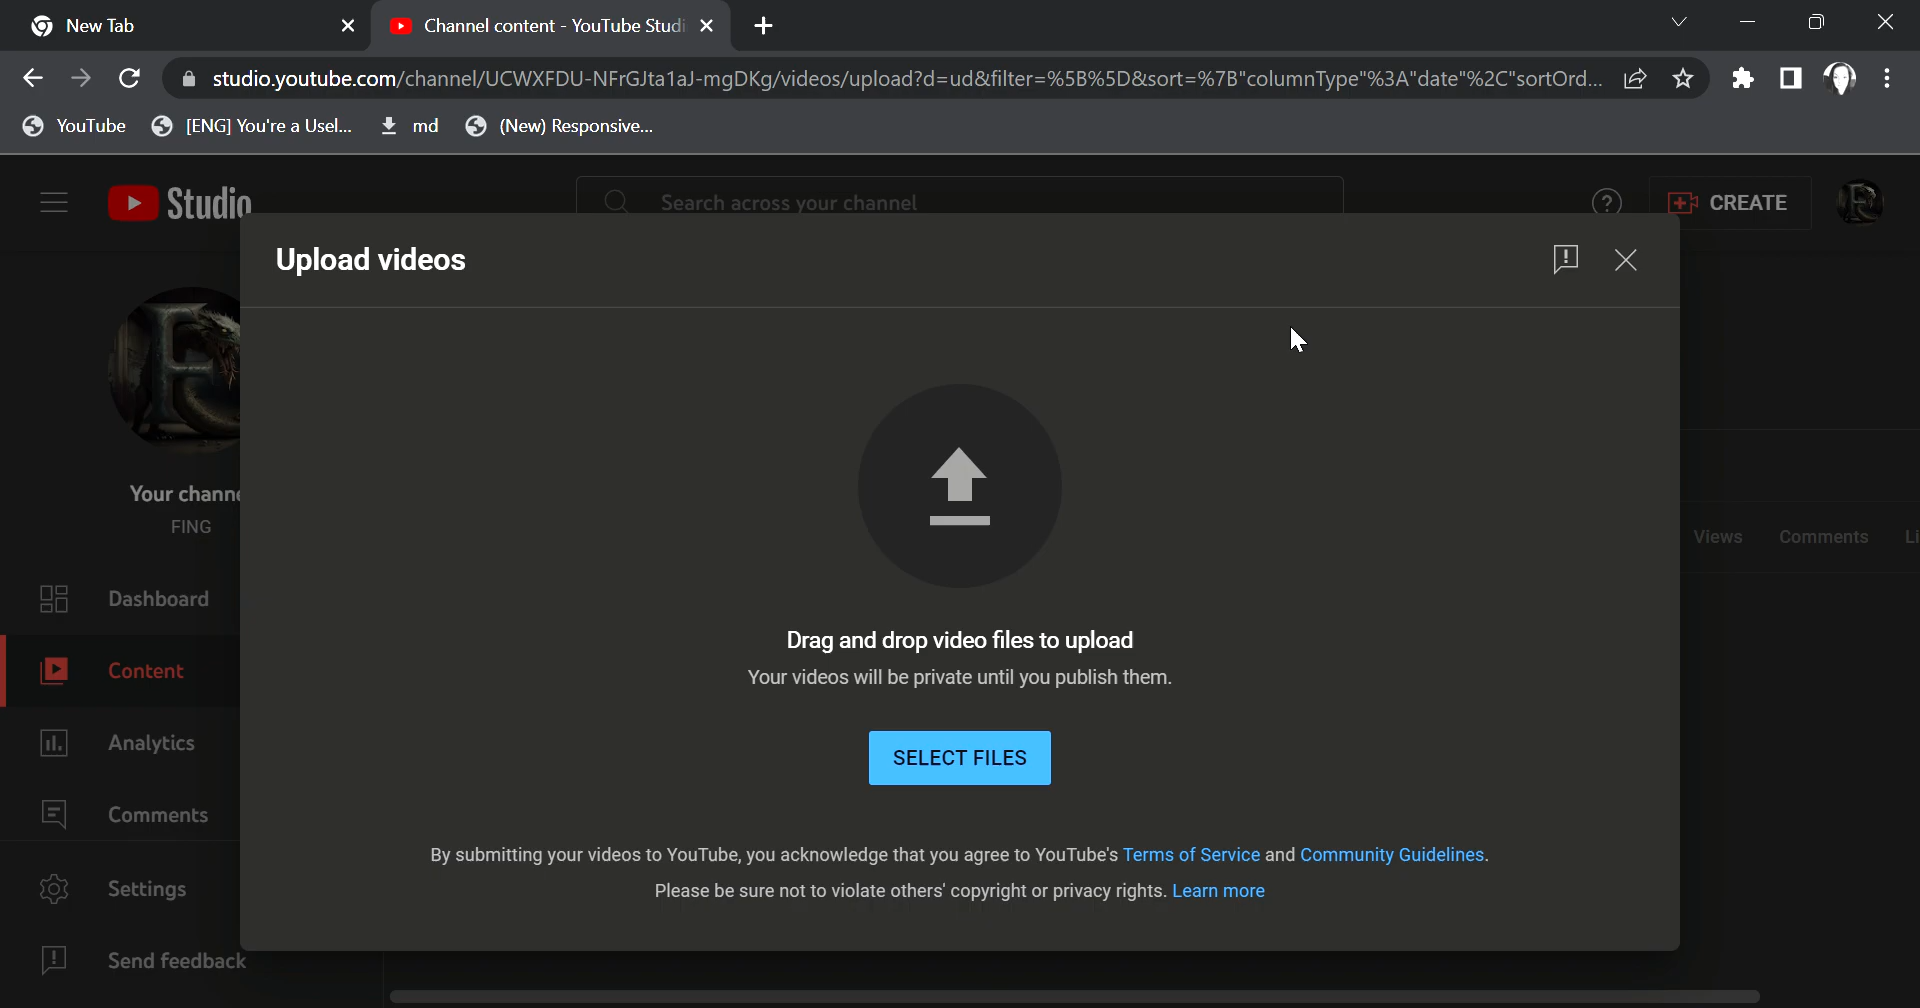 New Tab
Channel content - YouTube Studi
studio.youtube.com/channel/UCWXFDU-NFrGJta1aJ-mgDKg/videos/upload?d=ud&filter=%5B%5D&sort=%7B"columnType"%3A"date"%2C"sortOrd...
YouTube
[ENG] You're a Usel...
md
(New) Responsive...
Studio
Search across your channel
CREATE
Upload videos
Your channe
FING
Views
Comments
Li
Dashboard
Content
Analytics
Comments
Settings
Send feedback
Drag and drop video files to upload
Your videos will be private until you publish them.
SELECT FILES
By submitting your videos to YouTube, you acknowledge that you agree to YouTube's Terms of Service and Community Guidelines.
Please be sure not to violate others' copyright or privacy rights. Learn more